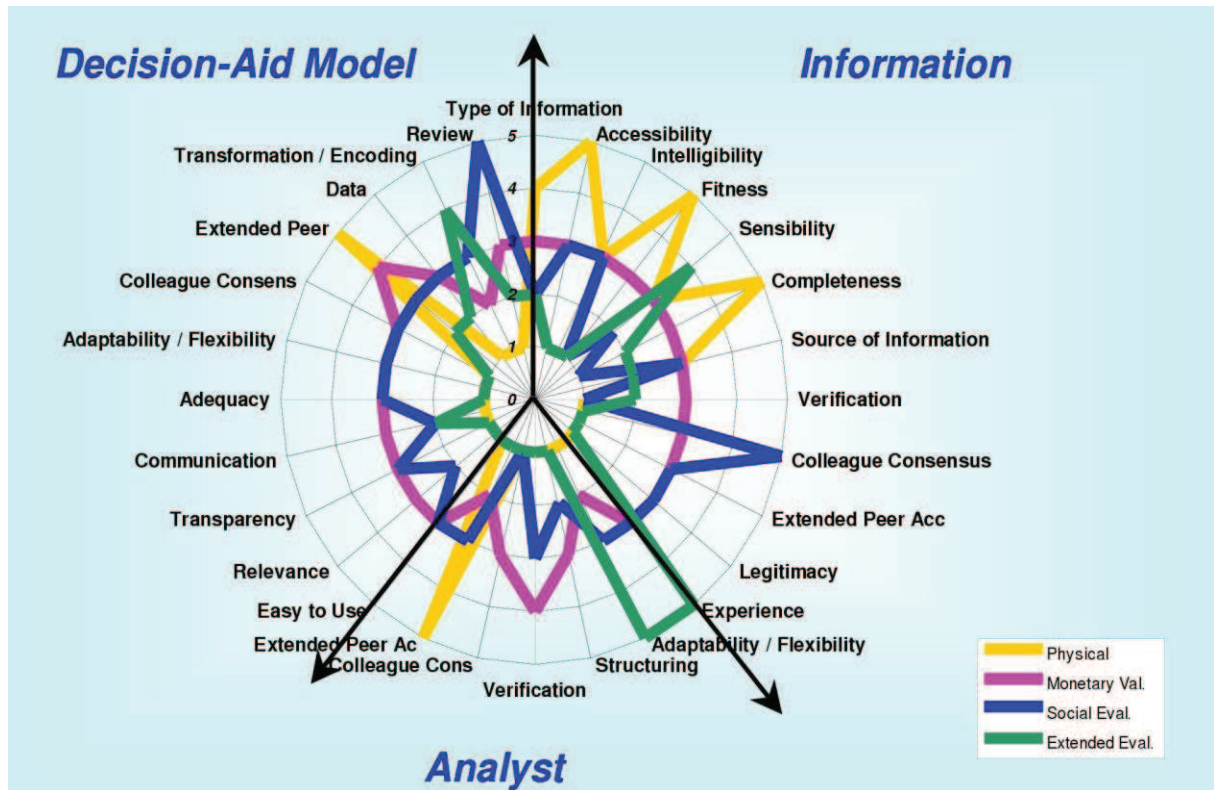 Decision-Aid Model
Information
Type of Information
Review
5
Accessibility
Transformation / Encoding
Intelligibility
Data
4
Fitness
Extended Peer
3
Sensibility
Colleague Consens
2
Completeness
Adaptability / Flexibility
1
Source of Information
Adequacy
0
Verification
Communication
Colleague Consensus
Transparency
Extended Peer Acc
Relevance
Legitimacy
Easy to Use
Experience
Extended Peer Ac
Adaptability / Flexibility
Colleague Cons
Structuring
Verification
Physical
Monetary Val.
Social Eval.
Extended Eval.
Analyst